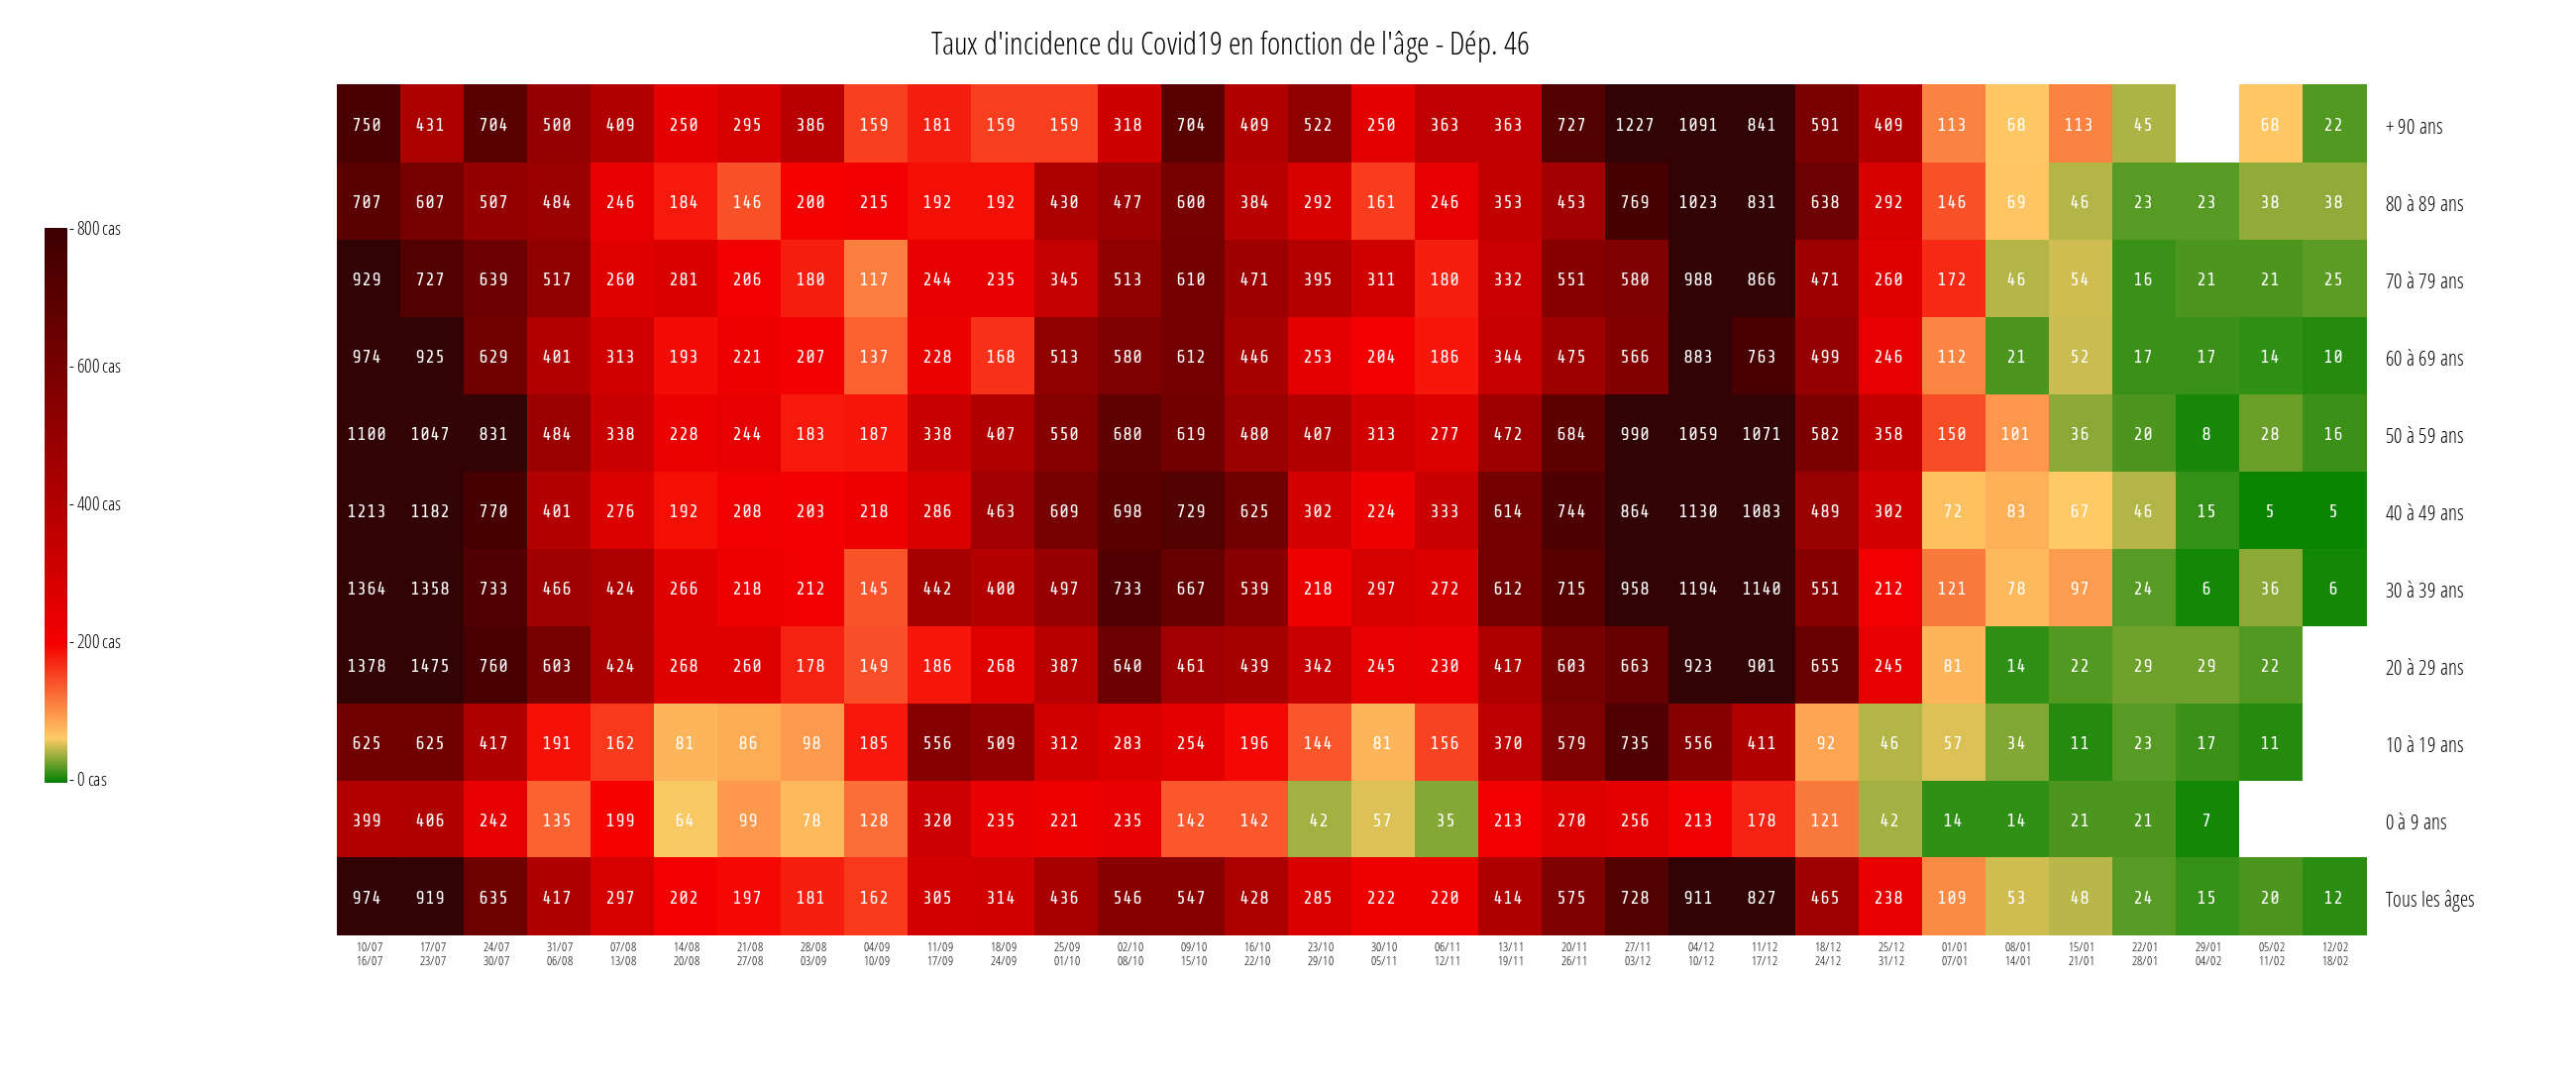 Taux d'incidence du Covid19 en fonction de l'âge - Dép. 46
750 431 704 500 409 250 295 386 159 181 159 159 318 704 409 522 250 363 363 727 1227 1091 841 591 409 113 68 113 45 68 22 + 90 ans
707 607 507 484 246 184 146 200 215 192 192 430 477 600 384 292 161 246 353 453 769 1023 831 638 292 146 69 46 23 23 38 38 80 à 89 ans
929 727 639 517 260 281 206 180 117 244 235 345 513 610 471 395 311 180 332 551 580 988 866 471 260 172 46 54 16 21 21 25 70 à 79 ans
974 925 629 401 313 193 221 207 137 228 168 513 580 612 446 253 204 186 344 475 566 883 763 499 246 112 21 52 17 17 14 10 60 à 69 ans
1100 1047 831 484 338 228 244 183 187 338 407 550 680 619 480 407 313 277 472 684 990 1059 1071 582 358 150 101 36 20 8 28 16 50 à 59 ans
1213 1182 770 401 276 192 208 203 218 286 463 609 698 729 625 302 224 333 614 744 864 1130 1083 489 302 72 83 67 46 15 5 5 40 à 49 ans
1364 1358 733 466 424 266 218 212 145 442 400 497 733 667 539 218 297 272 612 715 958 1194 1140 551 212 121 78 97 24 6 36 6 30 à 39 ans
1378 1475 760 603 424 268 260 178 149 186 268 387 640 461 439 342 245 230 417 603 663 923 901 655 245 81 14 22 29 29 22 20 à 29 ans
625 625 417 191 162 81 86 98 185 556 509 312 283 254 196 144 81 156 370 579 735 556 411 92 46 57 34 11 23 17 11 10 à 19 ans
399 406 242 135 199 64 99 78 128 320 235 221 235 142 142 42 57 35 213 270 256 213 178 121 42 14 14 21 21 7 0 à 9 ans
974 919 635 417 297 202 197 181 162 305 314 436 546 547 428 285 222 220 414 575 728 911 827 465 238 109 53 48 24 15 20 12 Tous les âges
10/07 17/07 24/07 31/07 07/08 14/08 21/08 28/08 04/09 11/09 18/09 25/09 02/10 09/10 16/10 23/10 30/10 06/11 13/11 20/11 27/11 04/12 11/12 18/12 25/12 01/01 08/01 15/01 22/01 29/01 05/02 12/02
16/07 23/07 30/07 06/08 13/08 20/08 27/08 03/09 10/09 17/09 24/09 01/10 08/10 15/10 22/10 29/10 05/11 12/11 19/11 26/11 03/12 10/12 17/12 24/12 31/12 07/01 14/01 21/01 28/01 04/02 11/02 18/02
- 800 cas
- 600 cas
- 400 cas
- 200 cas
- 0 cas